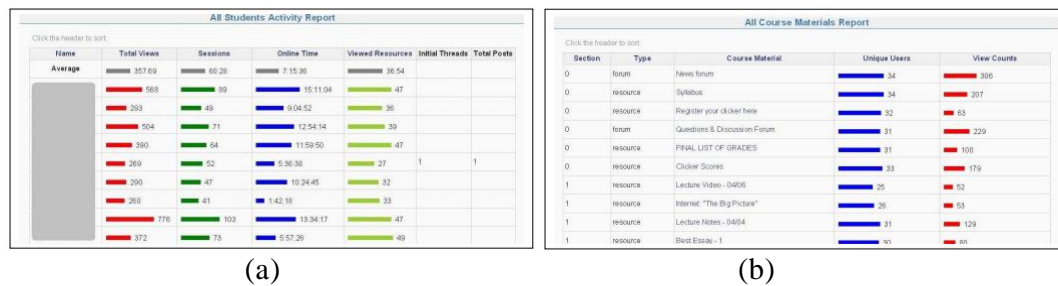 All Students Activity Report
Click the header to sort.
Name Total Views Sessions Online Time Viewed Resources Initial Threads Total Posts
Average 357.69 60.28 7:15:36 36.54
568 89 15:11:04 47
293 49 9:04:52 36
504 71 12:54:14 39
390 64 11:59:50 47
269 52 5:36:38 27 1 1
290 47 10:24:45 32
268 41 1:42:18 33
776 103 13:34:17 47
372 73 5:57:26 49
(a)
All Course Materials Report
Click the header to sort.
Section Type Course Material Unique Users View Counts
0 forum News forum 34 306
0 resource Syllabus 34 207
0 resource Register your clicker here 32 63
0 forum Questions & Discussion Forum 31 229
0 resource FINAL LIST OF GRADES 31 108
0 resource Clicker Scores 33 179
1 resource Lecture Video - 04/06 25 52
1 resource Internet: "The Big Picture" 26 53
1 resource Lecture Notes - 04/04 31 129
1 resource Best Essay - 1 30 80
(b)